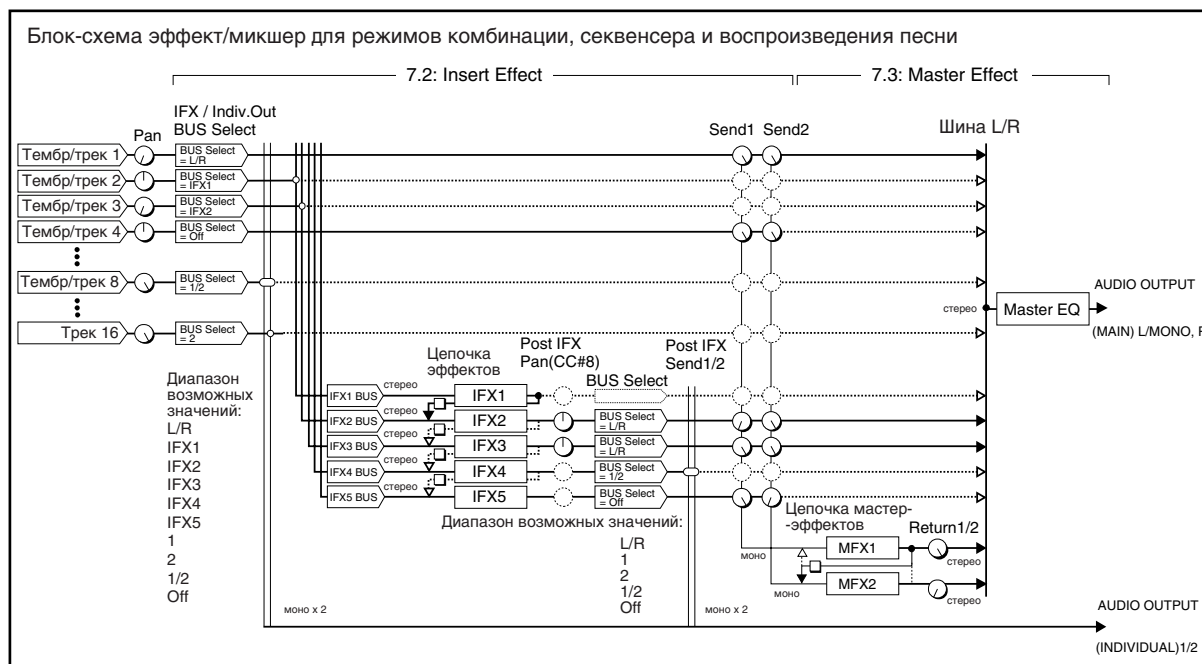 Блок-схема эффект/микшер для режимов комбинации, секвенсера и воспроизведения песни
7.2: Insert Effect
7.3: Master Effect
IFX / Indiv.Out
BUS Select
Pan
Send1
Send2
Шина L/R
Тембр/трек 1
BUS Select
= L/R
Тембр/трек 2
BUS Select
= IFX1
Тембр/трек 3
BUS Select
= IFX2
Тембр/трек 4
BUS Select
= Off
Тембр/трек 8
BUS Select
= 1/2
Трек 16
BUS Select
= 2
стерео
Master EQ
AUDIO OUTPUT
(MAIN) L/MONO, R
Диапазон
возможных
значений:
L/R
IFX1
IFX2
IFX3
IFX4
IFX5
1
2
1/2
Off
Цепочка
эффектов
Post IFX
Pan(CC#8)
BUS Select
Post IFX
Send1/2
IFX1 BUS
стерео
IFX1
IFX2 BUS
стерео
IFX2
BUS Select
= L/R
IFX3 BUS
стерео
IFX3
BUS Select
= L/R
IFX4 BUS
стерео
IFX4
BUS Select
= 1/2
IFX5 BUS
стерео
IFX5
BUS Select
= Off
Диапазон возможных значений:
L/R
1
2
1/2
Off
Цепочка мастер-
-эффектов
Return1/2
моно
MFX1
стерео
моно
MFX2
стерео
моно x 2
моно x 2
AUDIO OUTPUT
(INDIVIDUAL)1/2